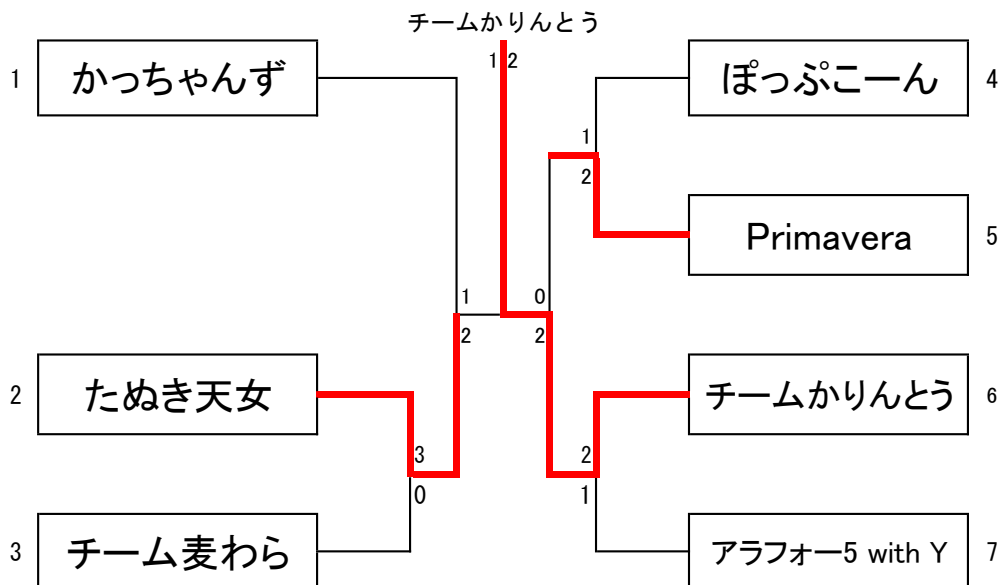 チームかりんとう
1 2
1 かっちゃんず
ぽっぷこーん 4
1
2
Primavera 5
1
2
0
2
2 たぬき天女
チームかりんとう 6
3
0
2
1
3 チーム麦わら
アラフォー5 with Y 7